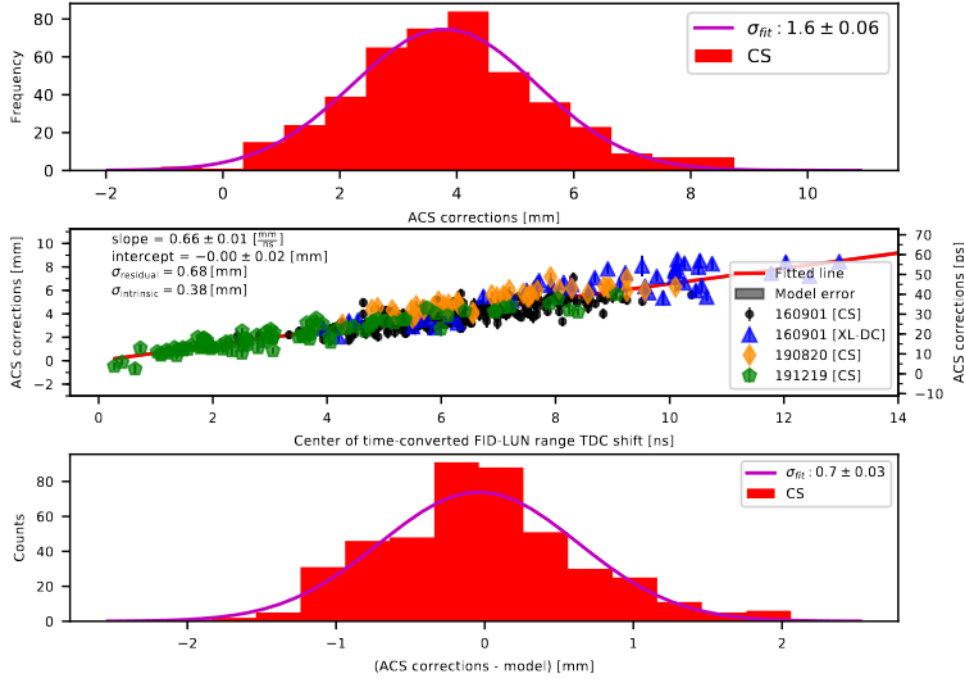 80
60
40
20
0
Frequency
σfit : 1.6 ± 0.06
CS
−2
0
2
4
6
8
10
ACS corrections [mm]
slope = 0.66 ± 0.01 [mm/ns]
intercept = −0.00 ± 0.02 [mm]
σresidual = 0.68 [mm]
σintrinsic = 0.38 [mm]
10
8
6
4
2
0
−2
ACS corrections [mm]
Fitted line
Model error
160901 [CS]
160901 [XL-DC]
190820 [CS]
191219 [CS]
70
60
50
40
30
20
10
0
−10
ACS corrections [ps]
0
2
4
6
8
10
12
14
Center of time-converted FID-LUN range TDC shift [ns]
80
60
40
20
0
Counts
σfit : 0.7 ± 0.03
CS
−2
−1
0
1
2
(ACS corrections - model) [mm]